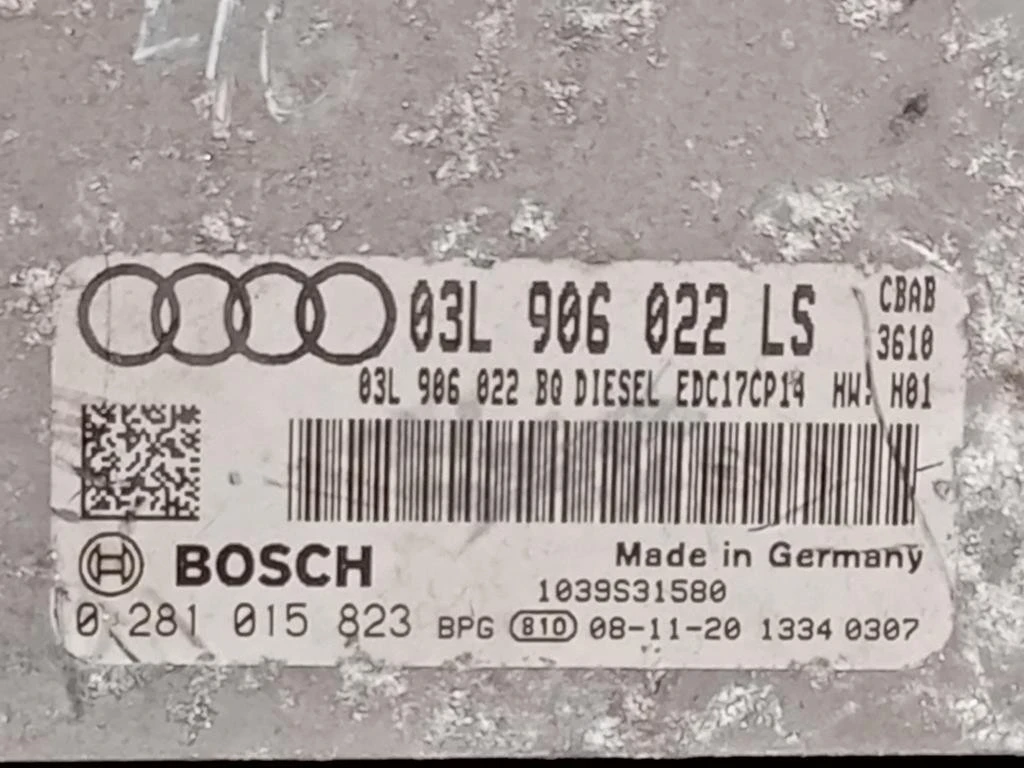 03L 906 022 LS
CBAB
3610
03L 906 022 BQ DIESEL EDC17CP14 HW: H01
BOSCH
Made in Germany
1039S31580
0 281 015 823 BPG 810 08-11-20 1334 0307